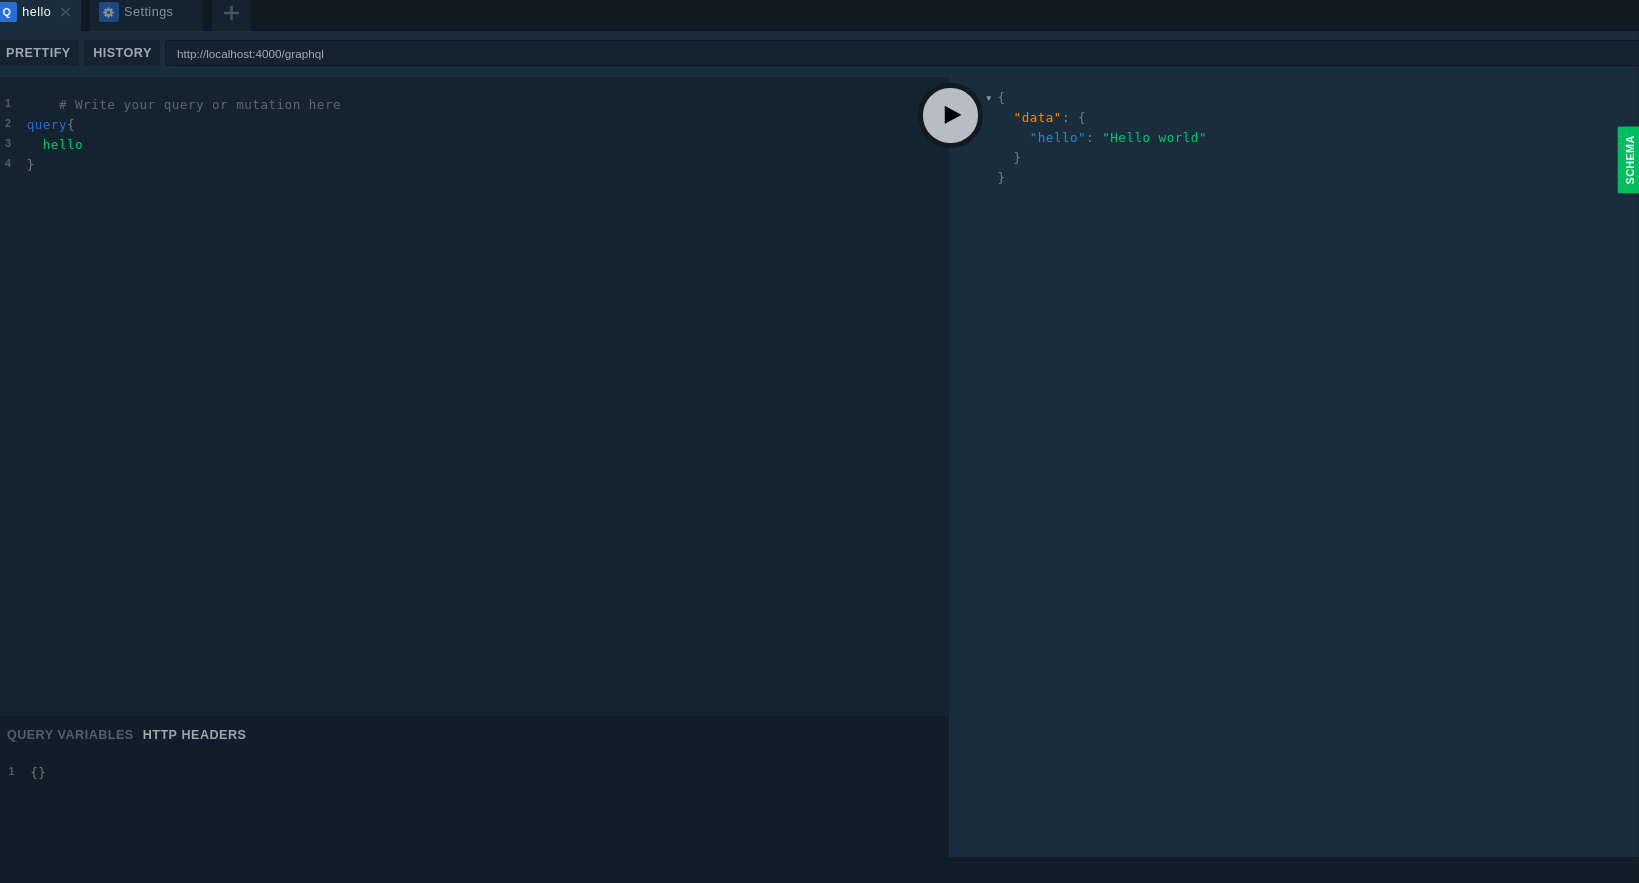 Q hello Settings
PRETTIFY HISTORY http://localhost:4000/graphql
1 # Write your query or mutation here
2 query{
3 hello
4 }
▾ {
"data": {
"hello": "Hello world"
}
}
SCHEMA
QUERY VARIABLES HTTP HEADERS
1 {}